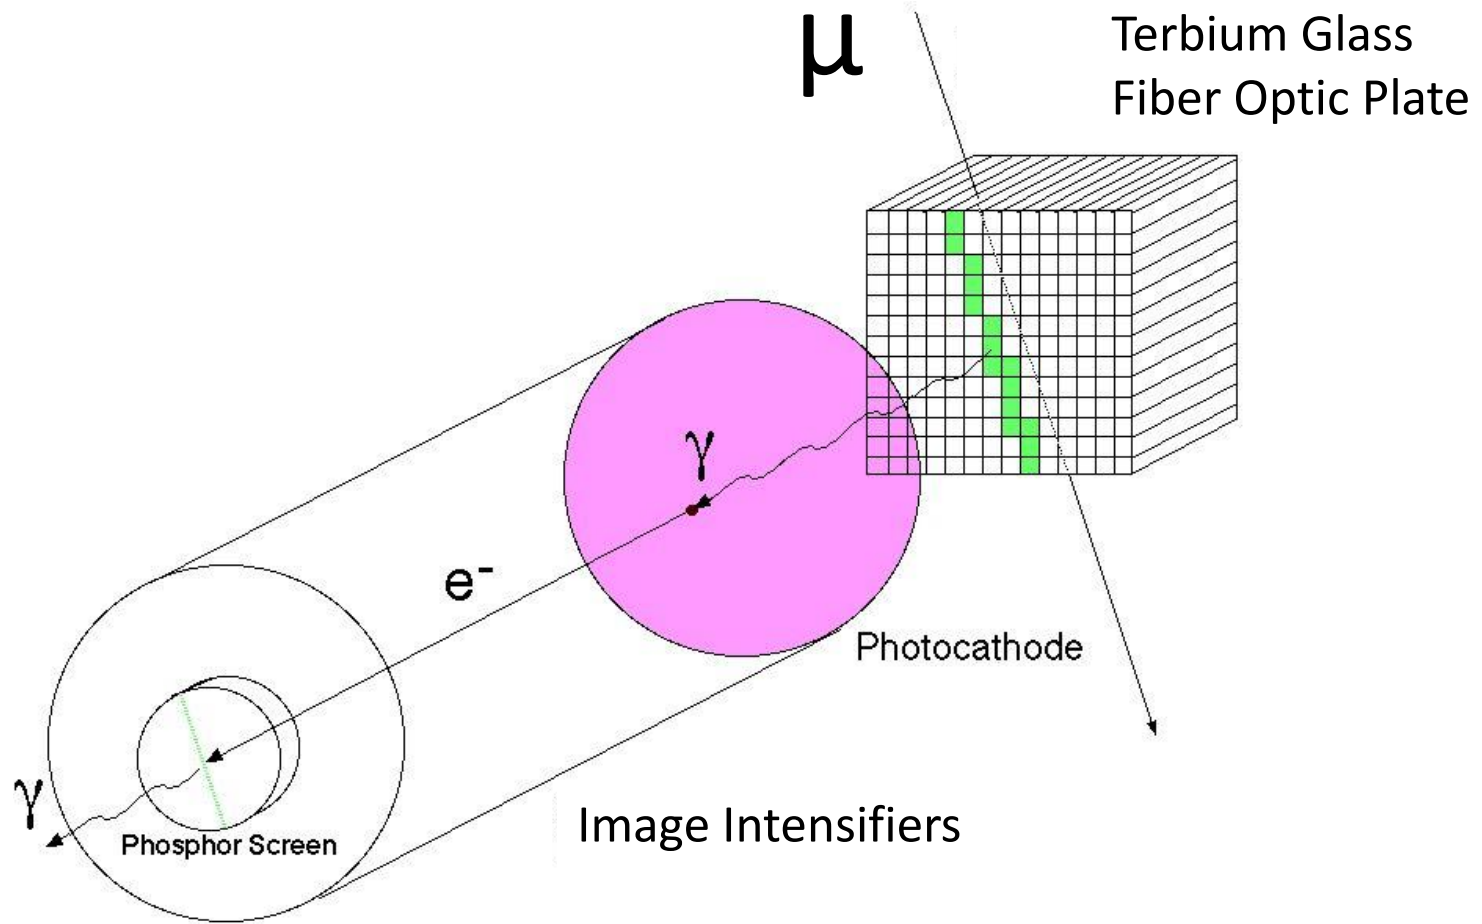 μ
Terbium Glass
Fiber Optic Plate
γ
e⁻
Photocathode
γ
Phosphor Screen
Image Intensifiers